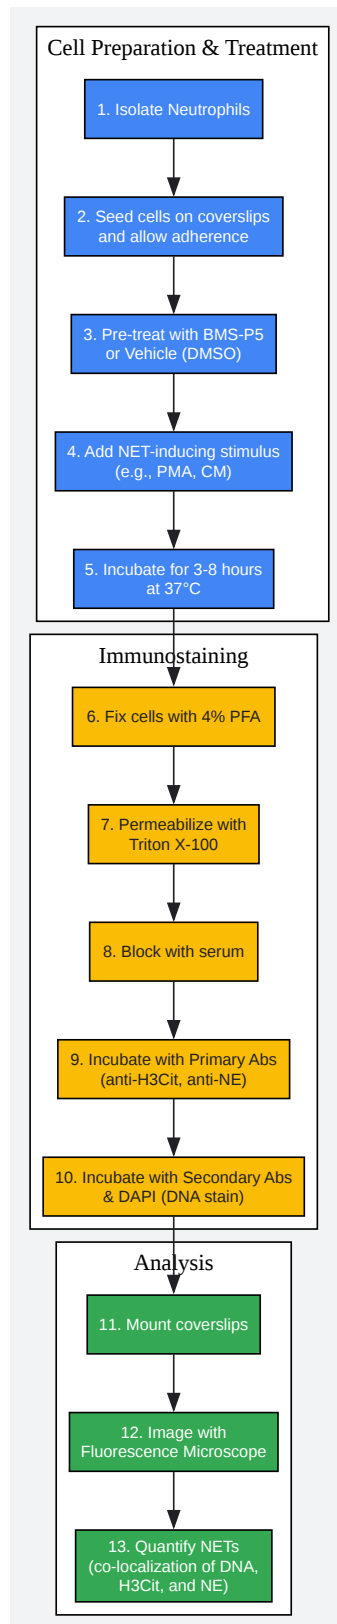 Cell Preparation & Treatment
1. Isolate Neutrophils
2. Seed cells on coverslips
and allow adherence
3. Pre-treat with BMS-P5
or Vehicle (DMSO)
4. Add NET-inducing stimulus
(e.g., PMA, CM)
5. Incubate for 3-8 hours
at 37°C
Immunostaining
6. Fix cells with 4% PFA
7. Permeabilize with
Triton X-100
8. Block with serum
9. Incubate with Primary Abs
(anti-H3Cit, anti-NE)
10. Incubate with Secondary Abs
& DAPI (DNA stain)
Analysis
11. Mount coverslips
12. Image with
Fluorescence Microscope
13. Quantify NETs
(co-localization of DNA,
H3Cit, and NE)